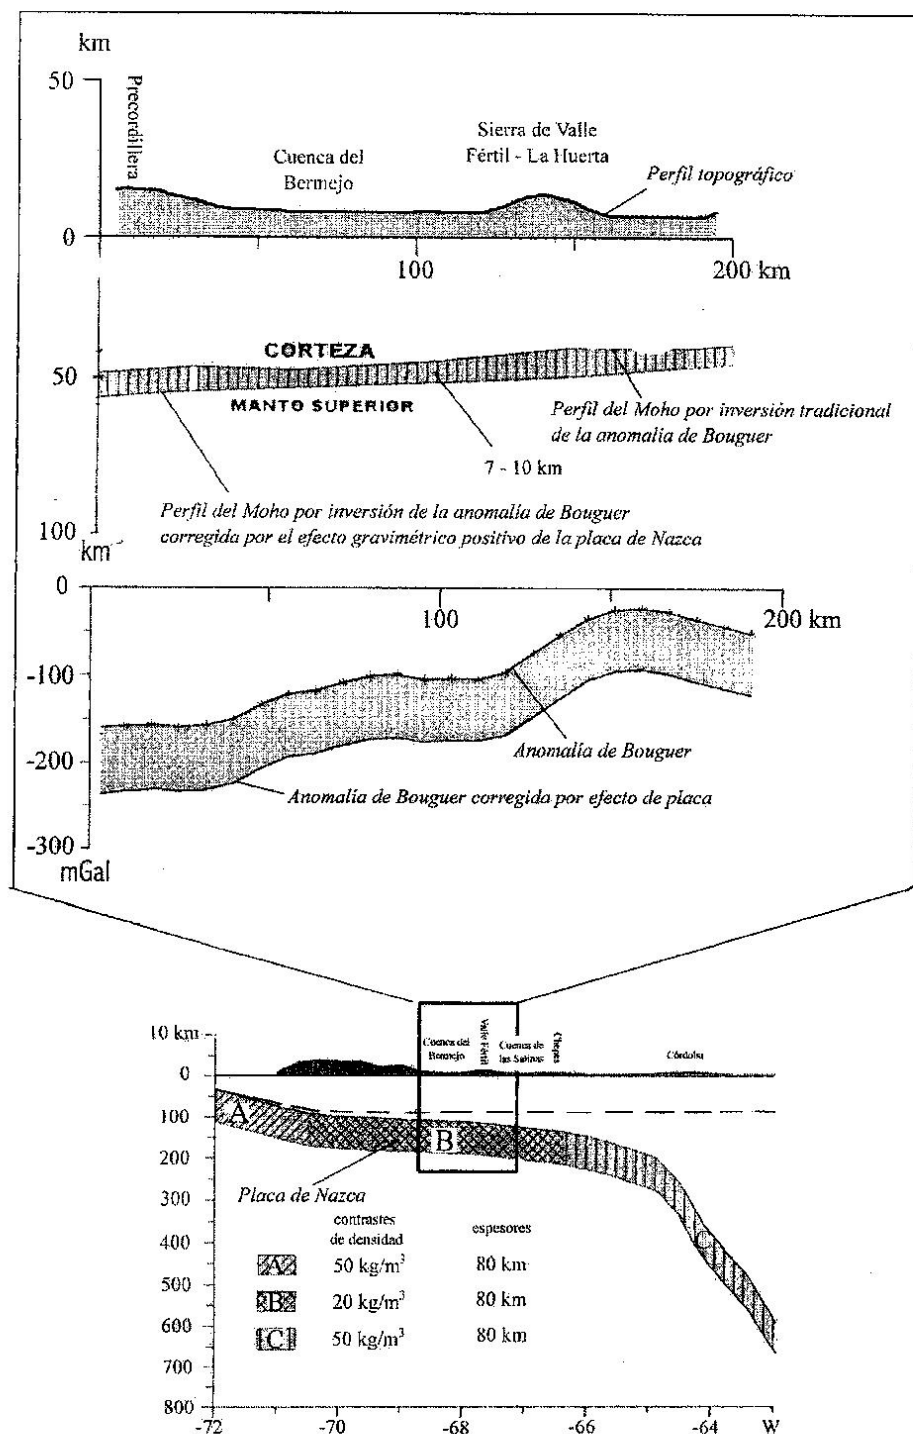 km
50
Precordillera
Cuenca del
Bermejo
Sierra de Valle
Fértil - La Huerta
Perfil topográfico
0
100
200 km
CORTEZA
50
MANTO SUPERIOR
Perfil del Moho por inversión tradicional
de la anomalía de Bouguer
7 - 10 km
Perfil del Moho por inversión de la anomalía de Bouguer
corregida por el efecto gravimétrico positivo de la placa de Nazca
100
km
0
100
200 km
-100
Anomalía de Bouguer
-200
Anomalía de Bouguer corregida por efecto de placa
-300
mGal
10 km
Cuenca del
Bermejo
Valle Fértil
Cuenca de
las Salinas
Chepes
Córdoba
0
A
100
B
200
Placa de Nazca
300
contrastes
de densidad
espesores
C
400
A
50 kg/m³
80 km
500
B
20 kg/m³
80 km
600
C
50 kg/m³
80 km
700
800
-72
-70
-68
-66
-64
W